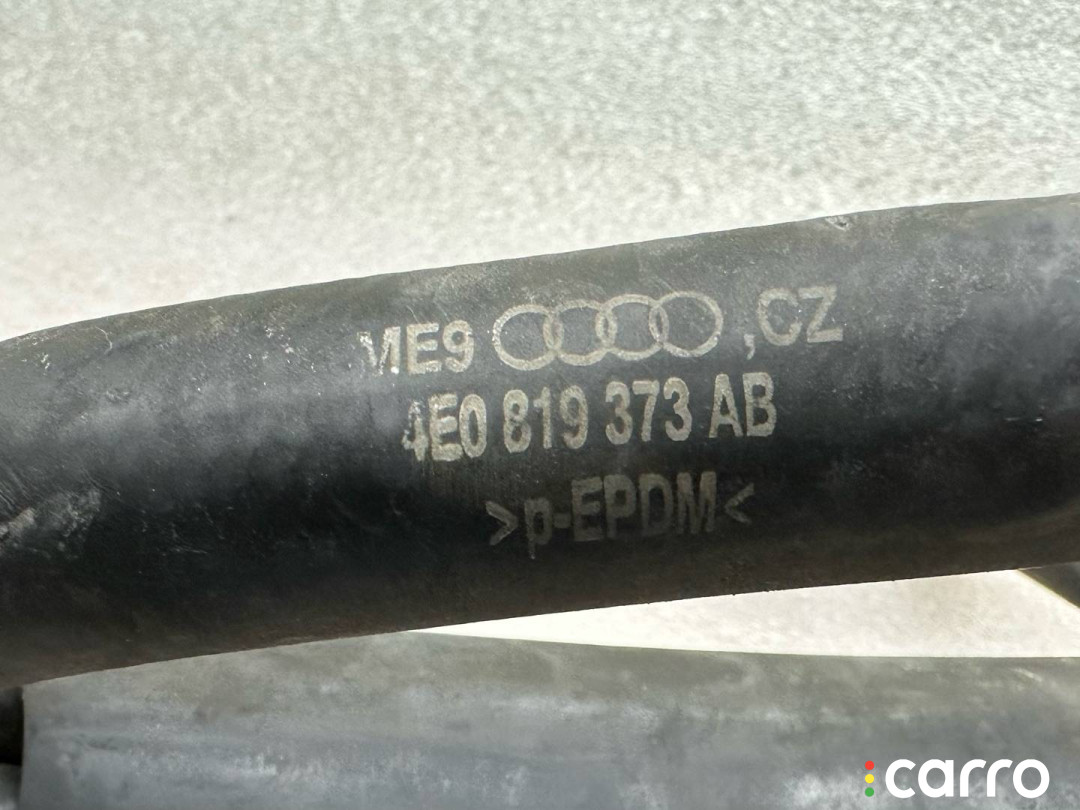 ME9 ,CZ
4E0 819 373 AB
>p-EPDM<
carro